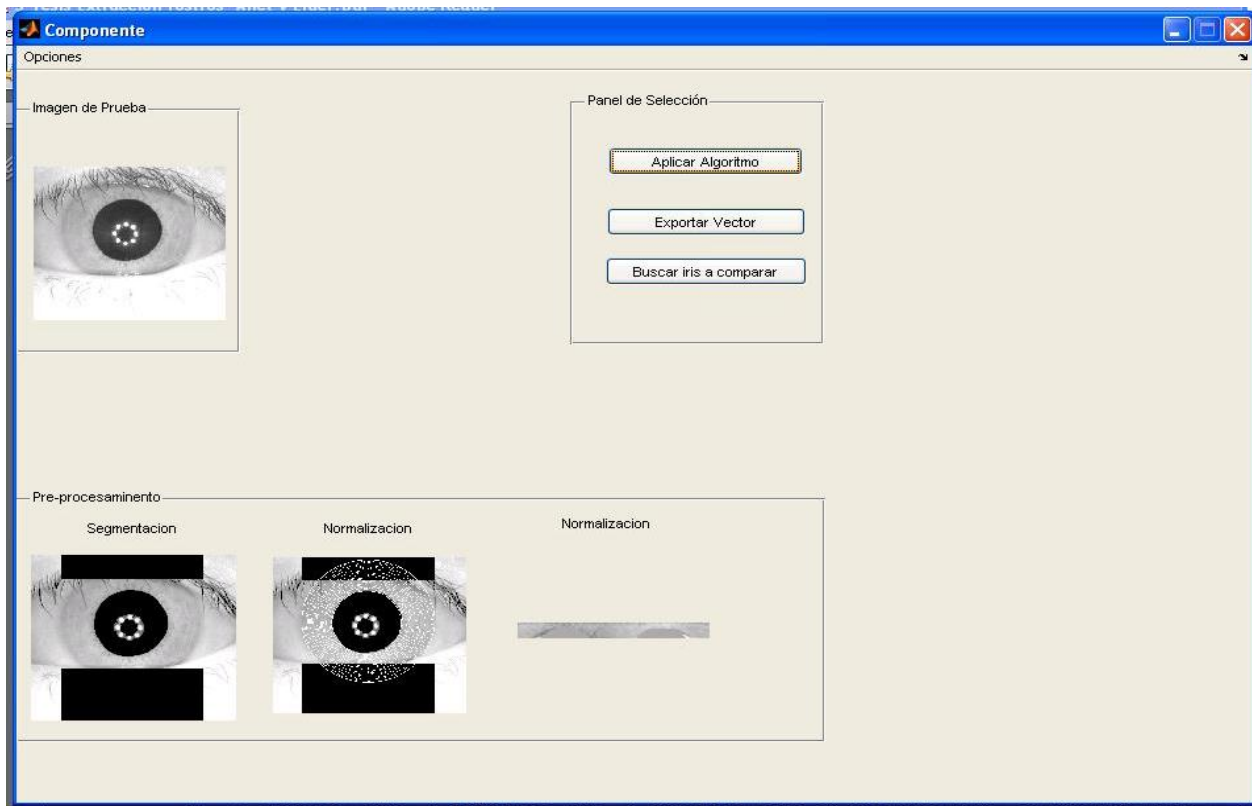 Componente
Opciones
Imagen de Prueba
Panel de Selección
Aplicar Algoritmo
Exportar Vector
Buscar iris a comparar
Pre-procesaminento
Segmentacion
Normalizacion
Normalizacion